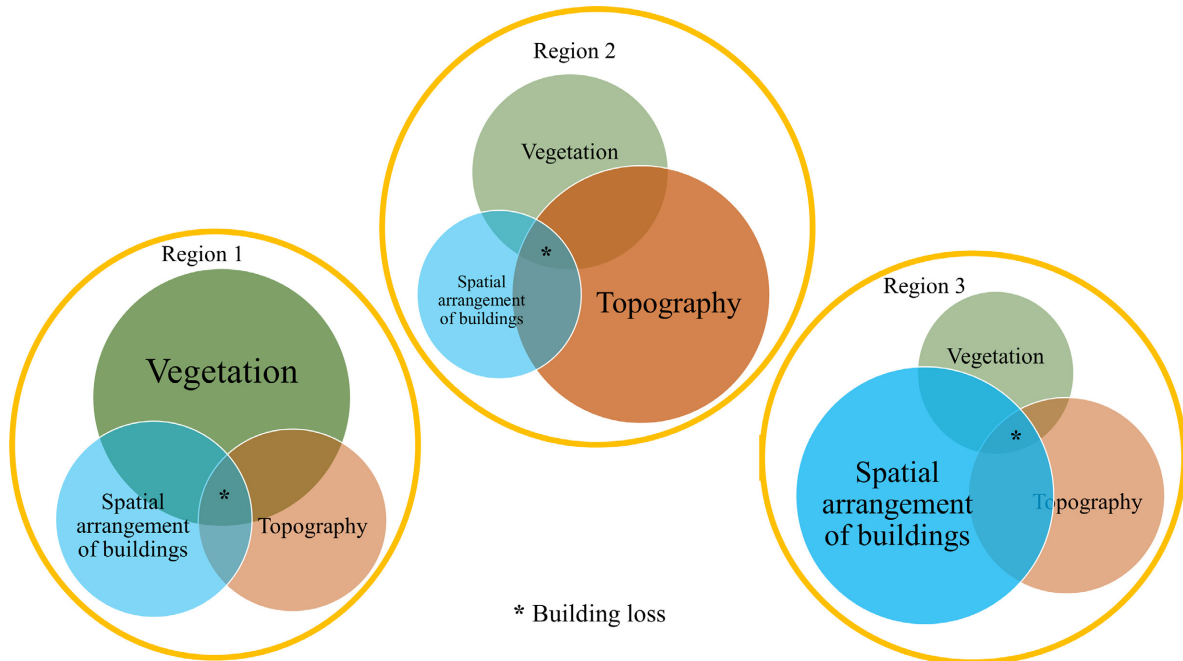 Region 1
Vegetation
Spatial
arrangement
of buildings
*
Topography
Region 2
Vegetation
*
Spatial
arrangement
of buildings
Topography
Region 3
Vegetation
*
Spatial
arrangement
of buildings
Topography
* Building loss